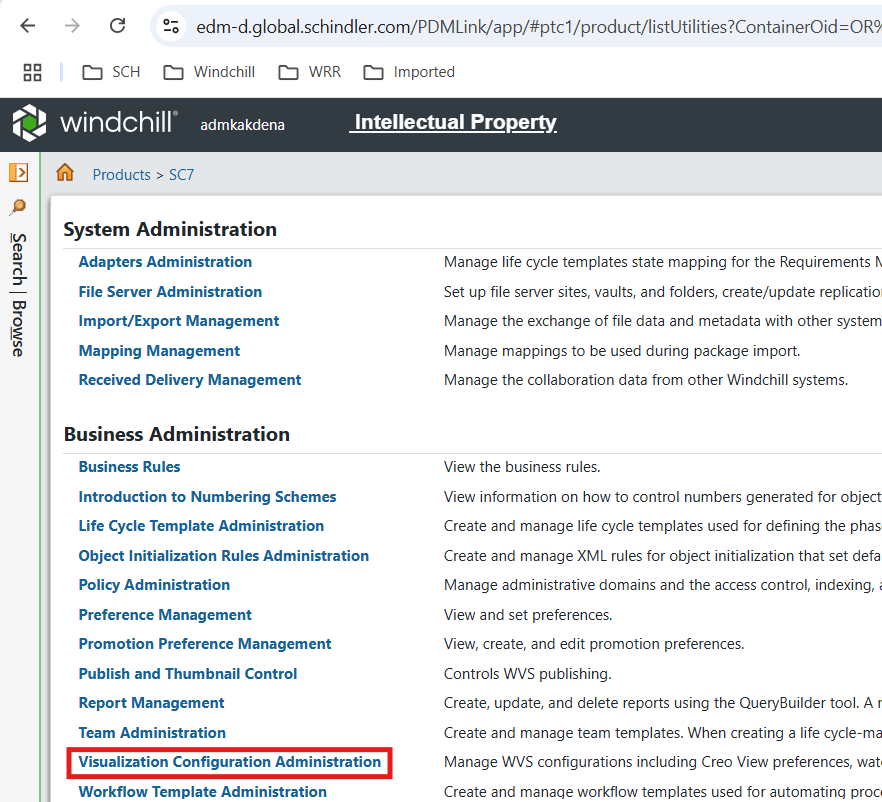 edm-d.global.schindler.com/PDMLink/app/#ptc1/product/listUtilities?ContainerOid=OR%
SCH Windchill WRR Imported
windchill® admkakdena Intellectual Property
Products > SC7
Search | Browse
System Administration
Adapters Administration Manage life cycle templates state mapping for the Requirements M
File Server Administration Set up file server sites, vaults, and folders, create/update replicatio
Import/Export Management Manage the exchange of file data and metadata with other system
Mapping Management Manage mappings to be used during package import.
Received Delivery Management Manage the collaboration data from other Windchill systems.
Business Administration
Business Rules View the business rules.
Introduction to Numbering Schemes View information on how to control numbers generated for object
Life Cycle Template Administration Create and manage life cycle templates used for defining the phas
Object Initialization Rules Administration Create and manage XML rules for object initialization that set defa
Policy Administration Manage administrative domains and the access control, indexing, a
Preference Management View and set preferences.
Promotion Preference Management View, create, and edit promotion preferences.
Publish and Thumbnail Control Controls WVS publishing.
Report Management Create, update, and delete reports using the QueryBuilder tool. A r
Team Administration Create and manage team templates. When creating a life cycle-ma
Visualization Configuration Administration Manage WVS configurations including Creo View preferences, wat
Workflow Template Administration Create and manage workflow templates used for automating proc